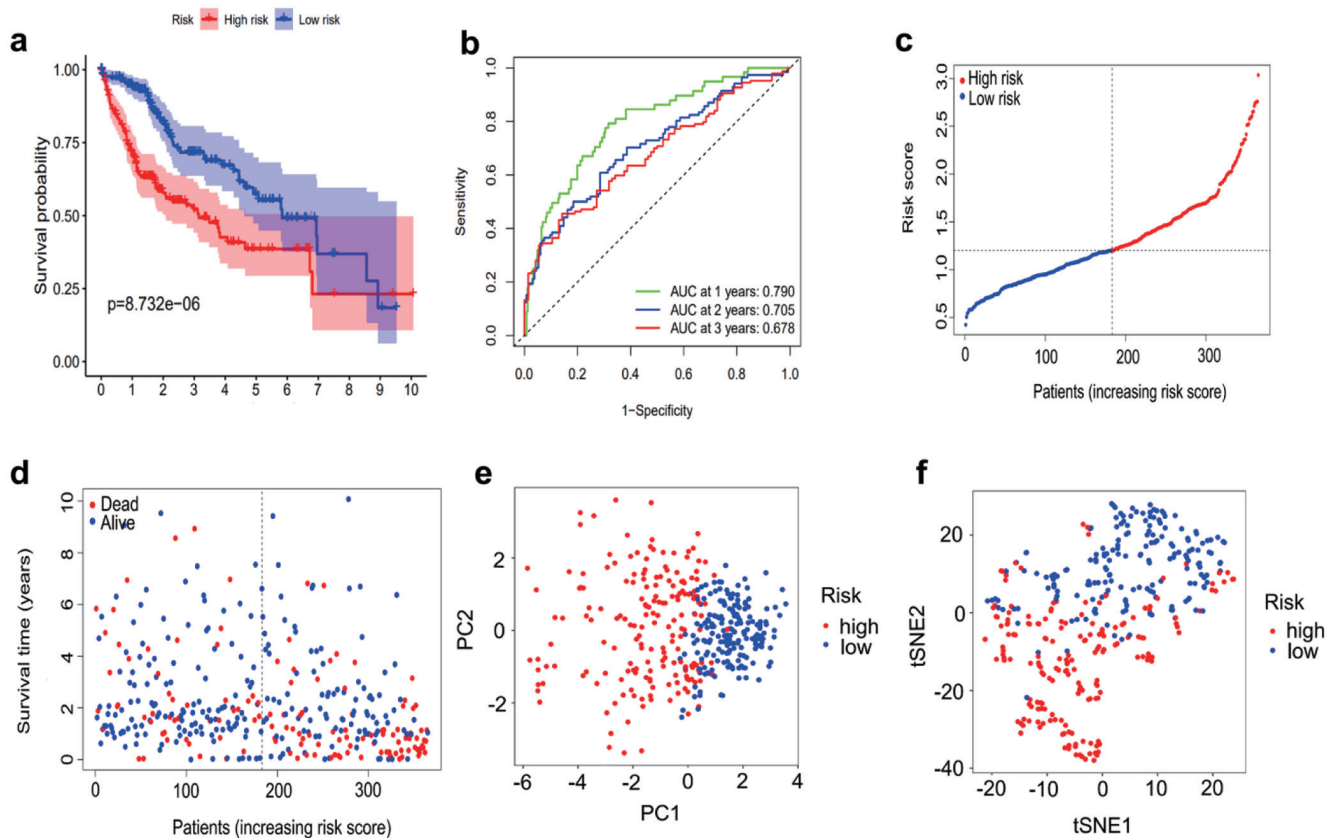 Risk High risk Low risk
a
Survival probability
1.00
0.75
0.50
0.25
0.00
p=8.732e−06
0 1 2 3 4 5 6 7 8 9 10
b
Sensitivity
1.0
0.8
0.6
0.4
0.2
0.0
AUC at 1 years: 0.790
AUC at 2 years: 0.705
AUC at 3 years: 0.678
0.0 0.2 0.4 0.6 0.8 1.0
1−Specificity
c
Risk score
3.0
2.5
2.0
1.5
1.0
0.5
High risk
Low risk
0 100 200 300
Patients (increasing risk score)
d
Survival time (years)
10
8
6
4
2
0
Dead
Alive
0 100 200 300
Patients (increasing risk score)
e
PC2
2
0
-2
-6 -4 -2 0 2 4
PC1
Risk
high
low
f
tSNE2
20
0
-20
-40
-20 -10 0 10 20
tSNE1
Risk
high
low